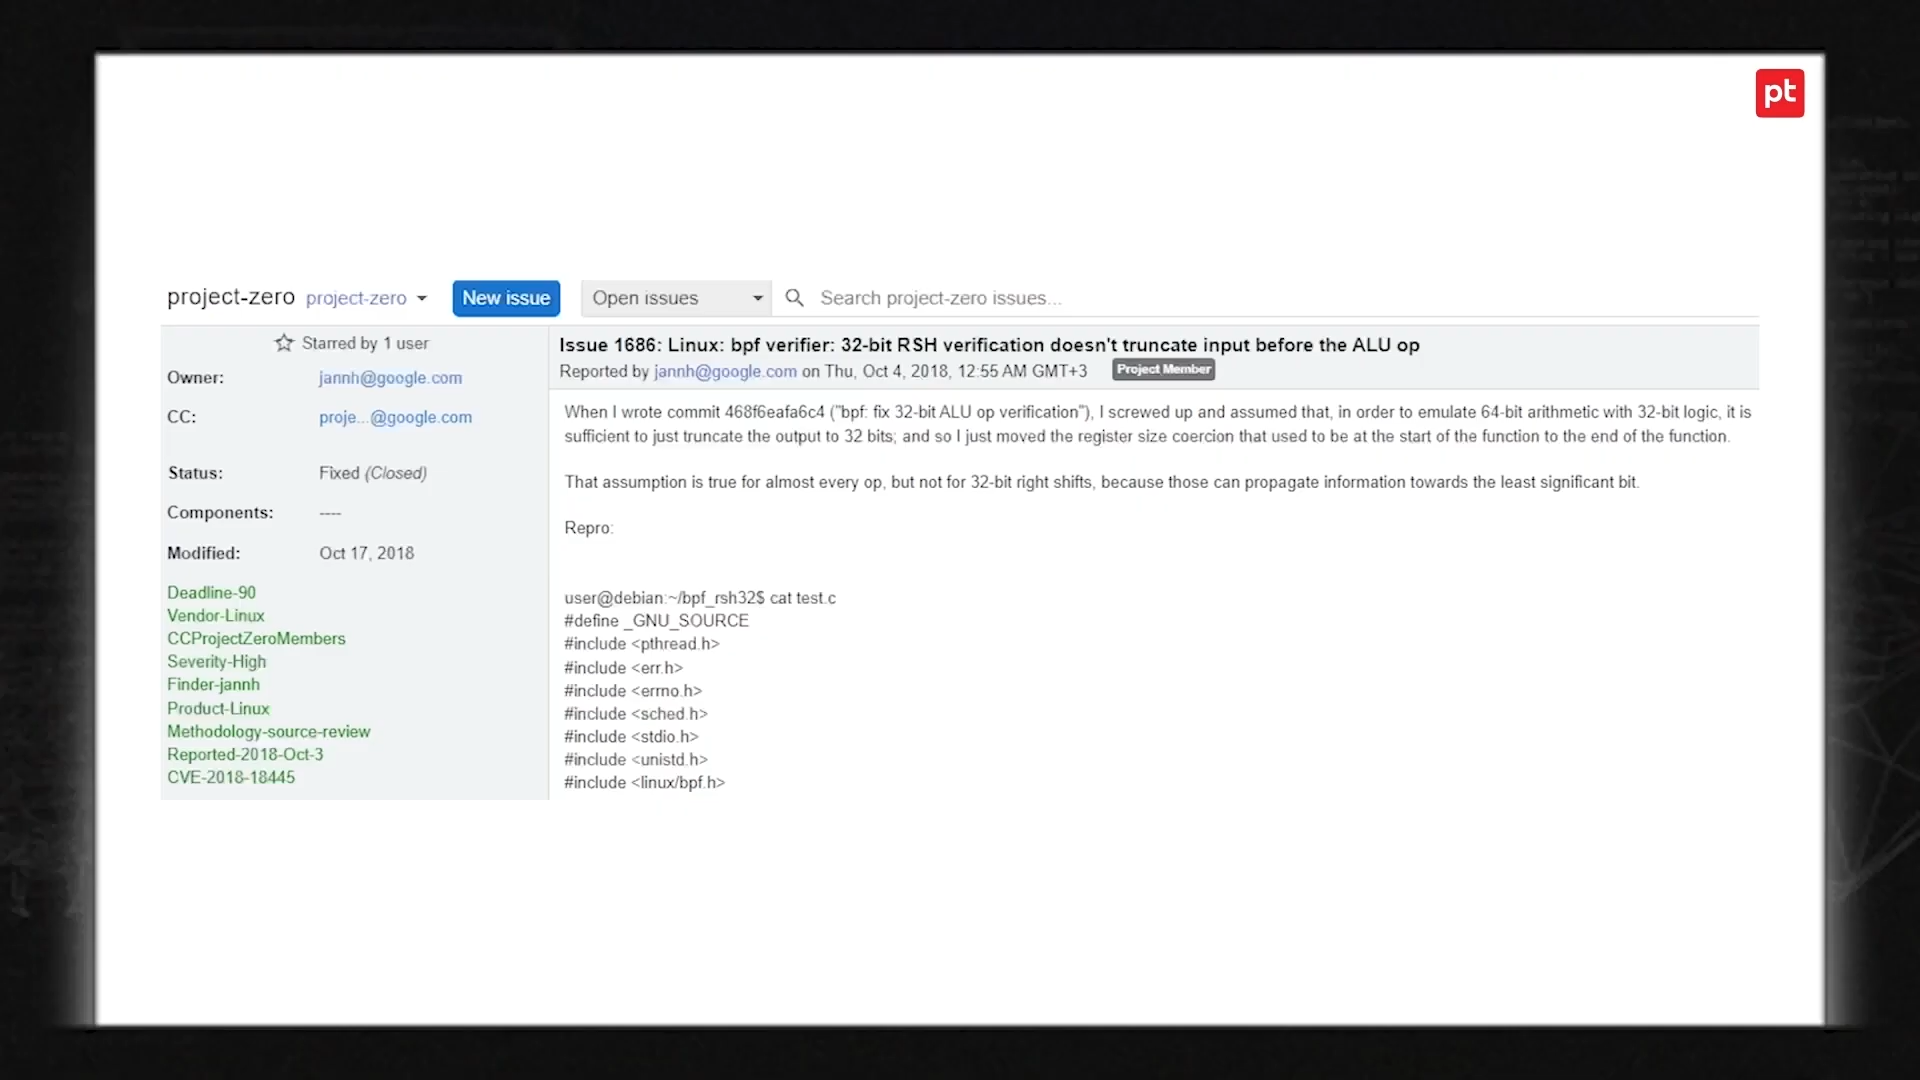 pt
project-zero project-zero New issue Open issues Search project-zero issues...
Starred by 1 user
Owner: jannh@google.com
CC: proje...@google.com
Status: Fixed (Closed)
Components: ----
Modified: Oct 17, 2018
Deadline-90
Vendor-Linux
CCProjectZeroMembers
Severity-High
Finder-jannh
Product-Linux
Methodology-source-review
Reported-2018-Oct-3
CVE-2018-18445
Issue 1686: Linux: bpf verifier: 32-bit RSH verification doesn't truncate input before the ALU op
Reported by jannh@google.com on Thu, Oct 4, 2018, 12:55 AM GMT+3 Project Member
When I wrote commit 468f6eafa6c4 ("bpf: fix 32-bit ALU op verification"), I screwed up and assumed that, in order to emulate 64-bit arithmetic with 32-bit logic, it is
sufficient to just truncate the output to 32 bits; and so I just moved the register size coercion that used to be at the start of the function to the end of the function.
That assumption is true for almost every op, but not for 32-bit right shifts, because those can propagate information towards the least significant bit.
Repro:
user@debian:~/bpf_rsh32$ cat test.c
#define _GNU_SOURCE
#include <pthread.h>
#include <err.h>
#include <errno.h>
#include <sched.h>
#include <stdio.h>
#include <unistd.h>
#include <linux/bpf.h>